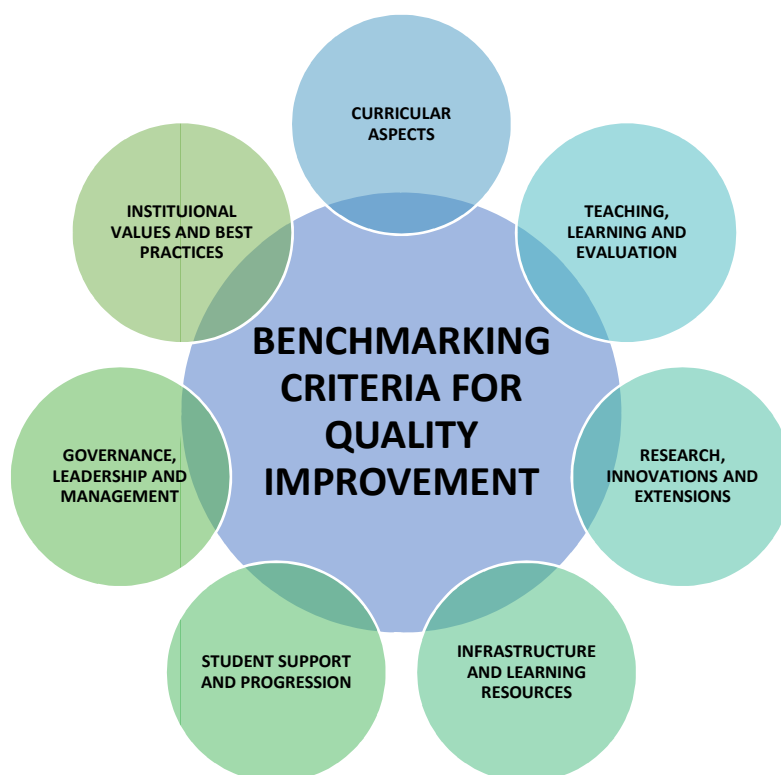 CURRICULAR
ASPECTS
TEACHING,
LEARNING AND
EVALUATION
RESEARCH,
INNOVATIONS AND
EXTENSIONS
INFRASTRUCTURE
AND LEARNING
RESOURCES
STUDENT SUPPORT
AND PROGRESSION
GOVERNANCE,
LEADERSHIP AND
MANAGEMENT
INSTITUIONAL
VALUES AND BEST
PRACTICES
BENCHMARKING
CRITERIA FOR
QUALITY
IMPROVEMENT